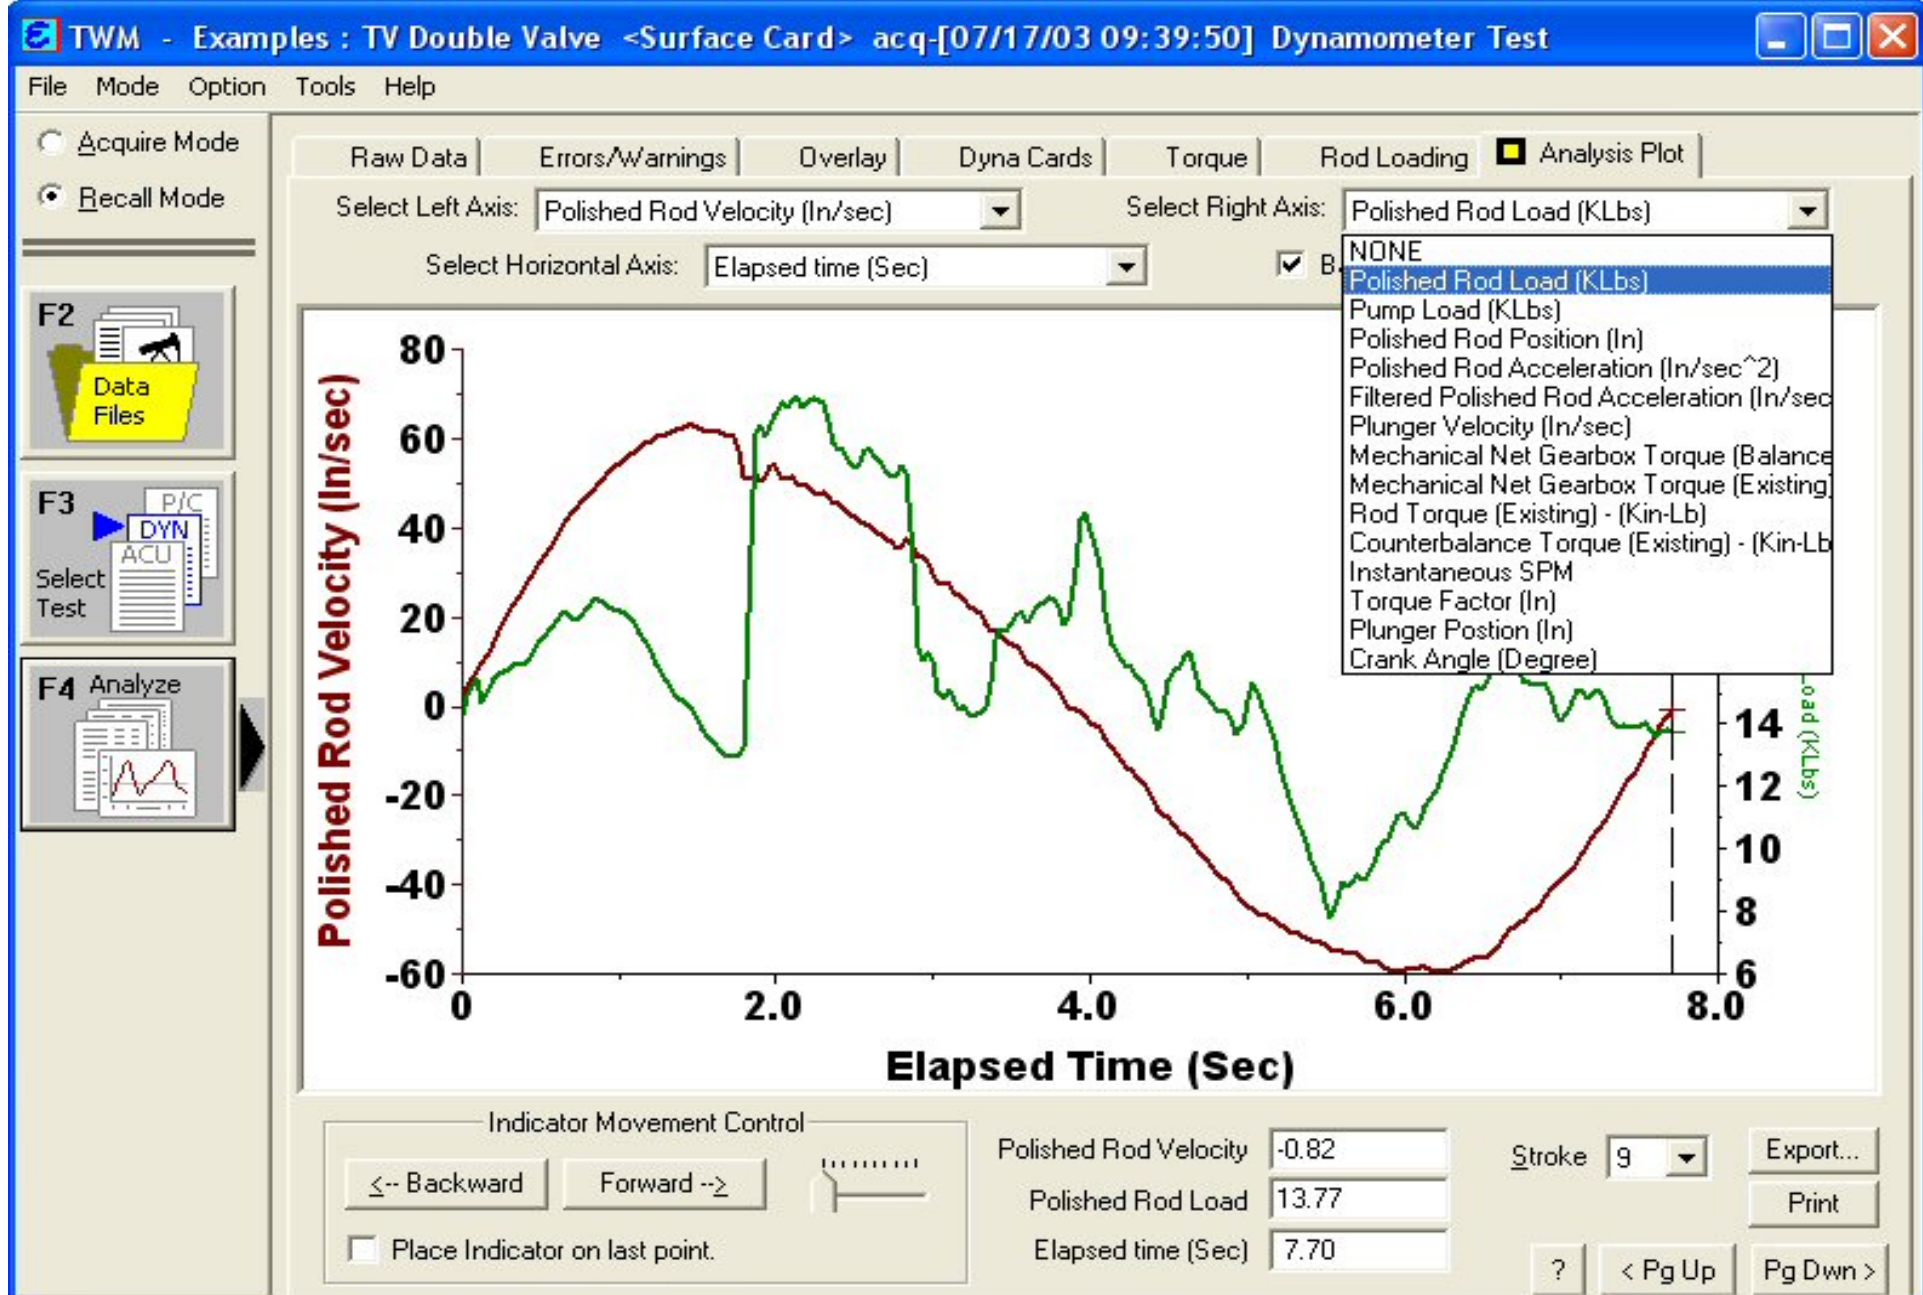 TWM - Examples : TV Double Valve <Surface Card> acq-[07/17/03 09:39:50] Dynamometer Test
File Mode Option Tools Help
Acquire Mode
Recall Mode
Raw Data Errors/Warnings Overlay Dyna Cards Torque Rod Loading Analysis Plot
Select Left Axis: Polished Rod Velocity (In/sec) Select Right Axis: Polished Rod Load (KLbs)
Select Horizontal Axis: Elapsed time (Sec)
NONE
Polished Rod Load (KLbs)
Pump Load (KLbs)
Polished Rod Position (In)
Polished Rod Acceleration (In/sec^2)
Filtered Polished Rod Acceleration (In/sec
Plunger Velocity (In/sec)
Mechanical Net Gearbox Torque (Balance
Mechanical Net Gearbox Torque (Existing)
Rod Torque (Existing) - (Kin-Lb)
Counterbalance Torque (Existing) - (Kin-Lb
Instantaneous SPM
Torque Factor (In)
Plunger Postion (In)
Crank Angle (Degree)
F2
Data
Files
F3
P/C
DYN
ACU
Select
Test
F4 Analyze
Polished Rod Velocity (In/sec)
80
60
40
20
0
-20
-40
-60
14
12
10
8
6
Load (KLbs)
0 2.0 4.0 6.0 8.0
Elapsed Time (Sec)
Indicator Movement Control
<-- Backward Forward -->
Place Indicator on last point.
Polished Rod Velocity -0.82
Polished Rod Load 13.77
Elapsed time (Sec) 7.70
Stroke 9
Export...
Print
? < Pg Up Pg Dwn >